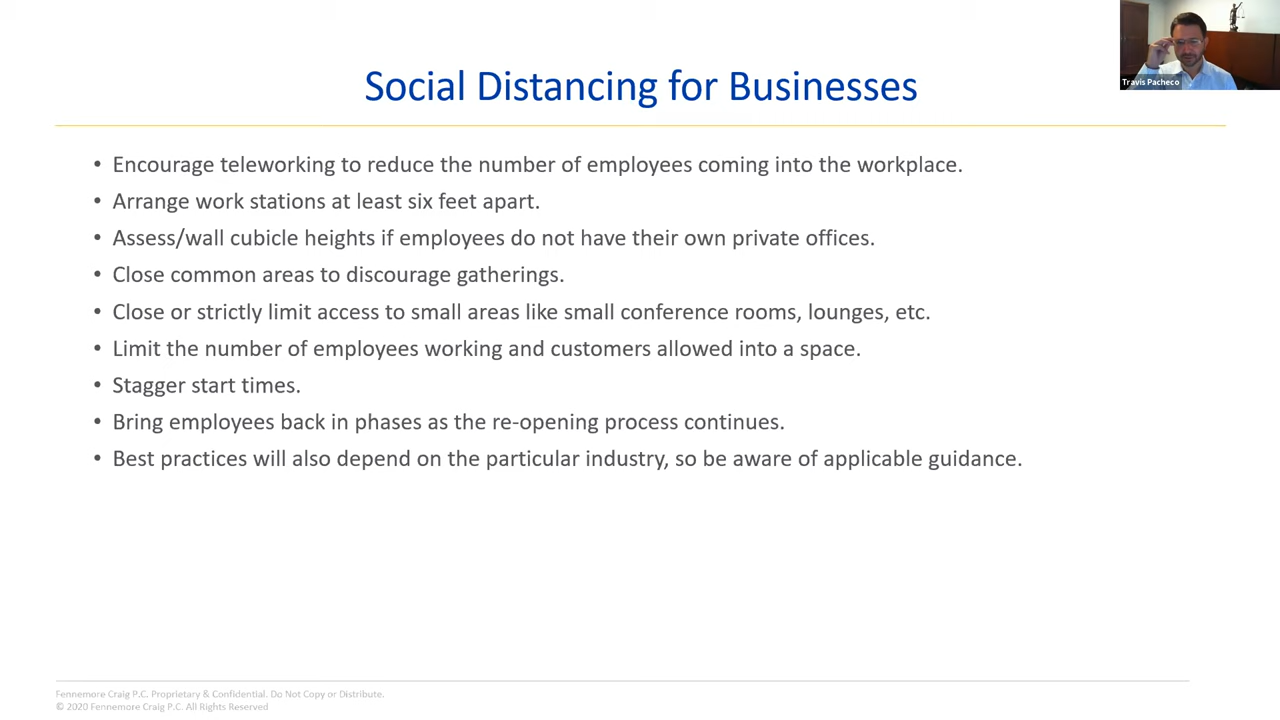 Travis Pacheco
Social Distancing for Businesses
• Encourage teleworking to reduce the number of employees coming into the workplace.
• Arrange work stations at least six feet apart.
• Assess/wall cubicle heights if employees do not have their own private offices.
• Close common areas to discourage gatherings.
• Close or strictly limit access to small areas like small conference rooms, lounges, etc.
• Limit the number of employees working and customers allowed into a space.
• Stagger start times.
• Bring employees back in phases as the re-opening process continues.
• Best practices will also depend on the particular industry, so be aware of applicable guidance.
Fennemore Craig P.C. Proprietary & Confidential. Do Not Copy or Distribute.
© 2020 Fennemore Craig P.C. All Rights Reserved